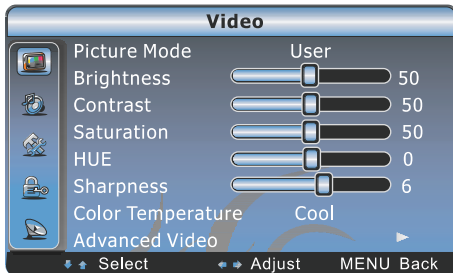 Video
Picture Mode User
Brightness 50
Contrast 50
Saturation 50
HUE 0
Sharpness 6
Color Temperature Cool
Advanced Video
Select Adjust MENU Back